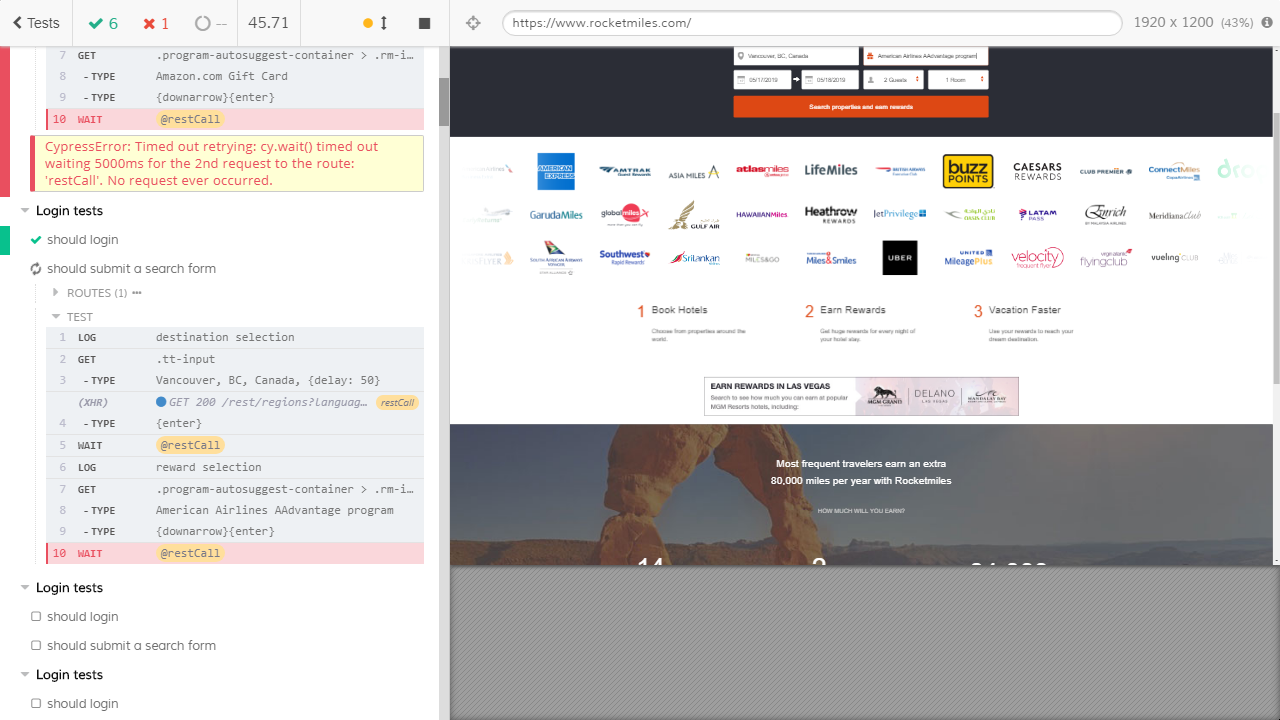 Tests
6
1
--
45.71
https://www.rocketmiles.com/
1920 x 1200 (43%)
7
.program-autosuggest-container > .rm-i…
8 - TYPE Amazon.com Gift Card
9 - TYPE {downarrow}{enter}
10 WAIT @restCall
CypressError: Timed out retrying: cy.wait() timed out
waiting 5000ms for the 2nd request to the route:
'restCall'. No request ever occurred.
Login tests
should login
should submit a search form
ROUTES (1)
TEST
1 LOG location selection
2 GET .rt-input
3 - TYPE Vancouver, BC, Canada, {delay: 50}
4 - TYPE {enter}
5 WAIT @restCall
6 LOG reward selection
7 GET .program-autosuggest-container > .rm-i…
8 - TYPE American Airlines AAdvantage program
9 - TYPE {downarrow}{enter}
10 WAIT @restCall
restCall
Login tests
should login
should submit a search form
Login tests
should login
Vancouver, BC, Canada
American Airlines AAdvantage program
05/17/2019
05/18/2019
2 Guests
1 Room
Search properties and earn rewards
AMERICAN EXPRESS
AMTRAK
Guest Rewards
ASIA MILES
atlasmiles
LifeMiles
BRITISH AIRWAYS
Executive Club
buzz POINTS
CAESARS REWARDS
CLUB PREMIER
ConnectMiles
CopaAirlines
GarudaMiles
globalmiles
GULF AIR
HAWAIIANMiles
Heathrow REWARDS
JetPrivilege
OASIS CLUB
LATAM PASS
Enrich
MeridianaClub
SOUTH AFRICAN AIRWAYS
Southwest
Rapid Rewards
SriLankan
MILES&GO
Miles&Smiles
UBER
UNITED
MileagePlus
velocity
frequent flyer
virgin atlantic
flyingclub
vueling CLUB
1 Book Hotels
Choose from properties around the
world.
2 Earn Rewards
Get huge rewards for every night of
your hotel stay.
3 Vacation Faster
Use your rewards to reach your
dream destination.
EARN REWARDS IN LAS VEGAS
Search to see how much you can earn at popular
MGM Resorts hotels, including:
MGM GRAND
DELANO
LAS VEGAS
MANDALAY BAY
Most frequent travelers earn an extra
80,000 miles per year with Rocketmiles
HOW MUCH WILL YOU EARN?
14